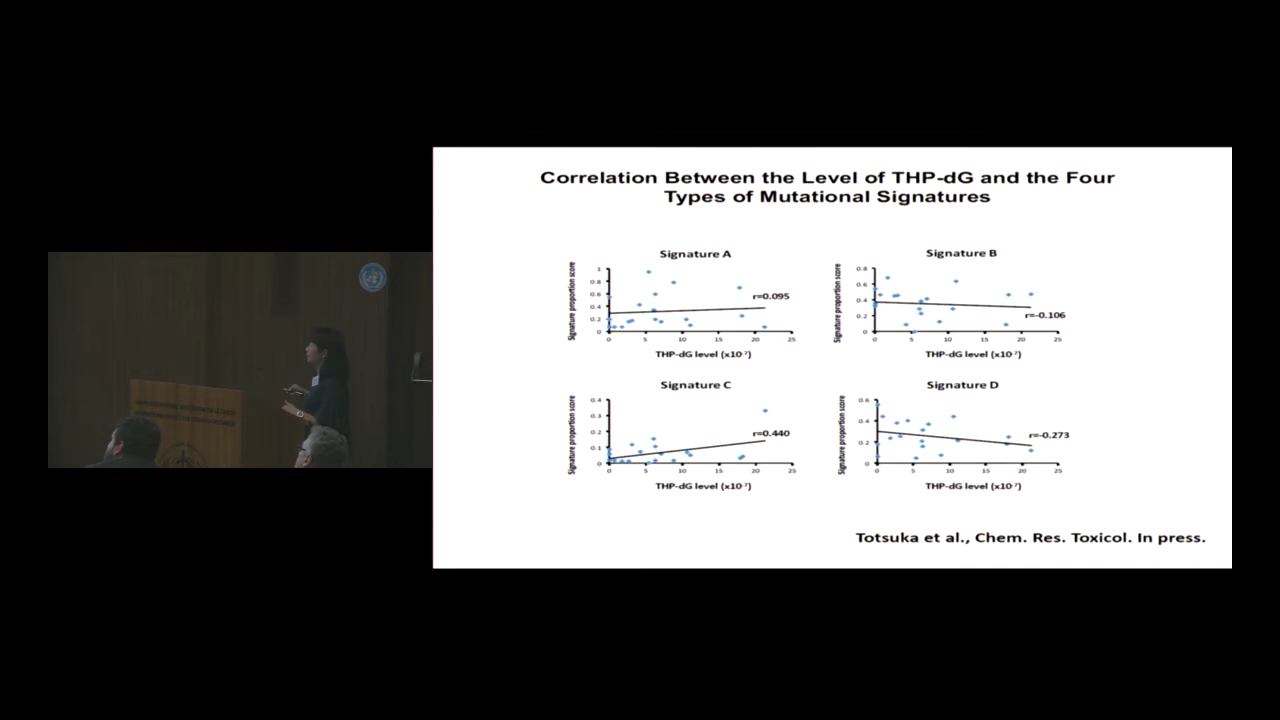 Correlation Between the Level of THP-dG and the Four
Types of Mutational Signatures
Signature A
Signature proportion score
1
0.8
0.6
0.4
0.2
0
r=0.095
0 5 10 15 20 25
THP-dG level (x10-7)
Signature B
Signature proportion score
0.8
0.6
0.4
0.2
0
r=-0.106
0 5 10 15 20 25
THP-dG level (x10-7)
Signature C
Signature proportion score
0.4
0.3
0.2
0.1
0
r=0.440
0 5 10 15 20 25
THP-dG level (x10-7)
Signature D
Signature proportion score
0.6
0.4
0.2
0
r=-0.273
0 5 10 15 20 25
THP-dG level (x10-7)
Totsuka et al., Chem. Res. Toxicol. In press.